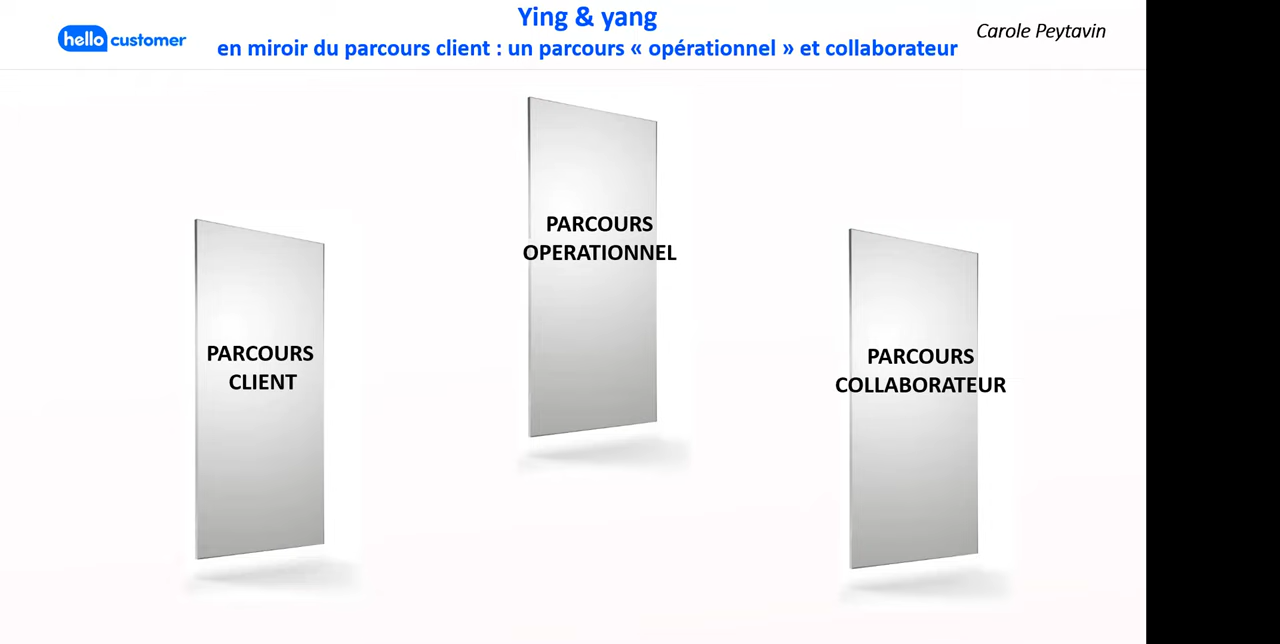 Ying & yang
hello customer
en miroir du parcours client : un parcours « opérationnel » et collaborateur
Carole Peytavin
PARCOURS
OPERATIONNEL
PARCOURS
CLIENT
PARCOURS
COLLABORATEUR